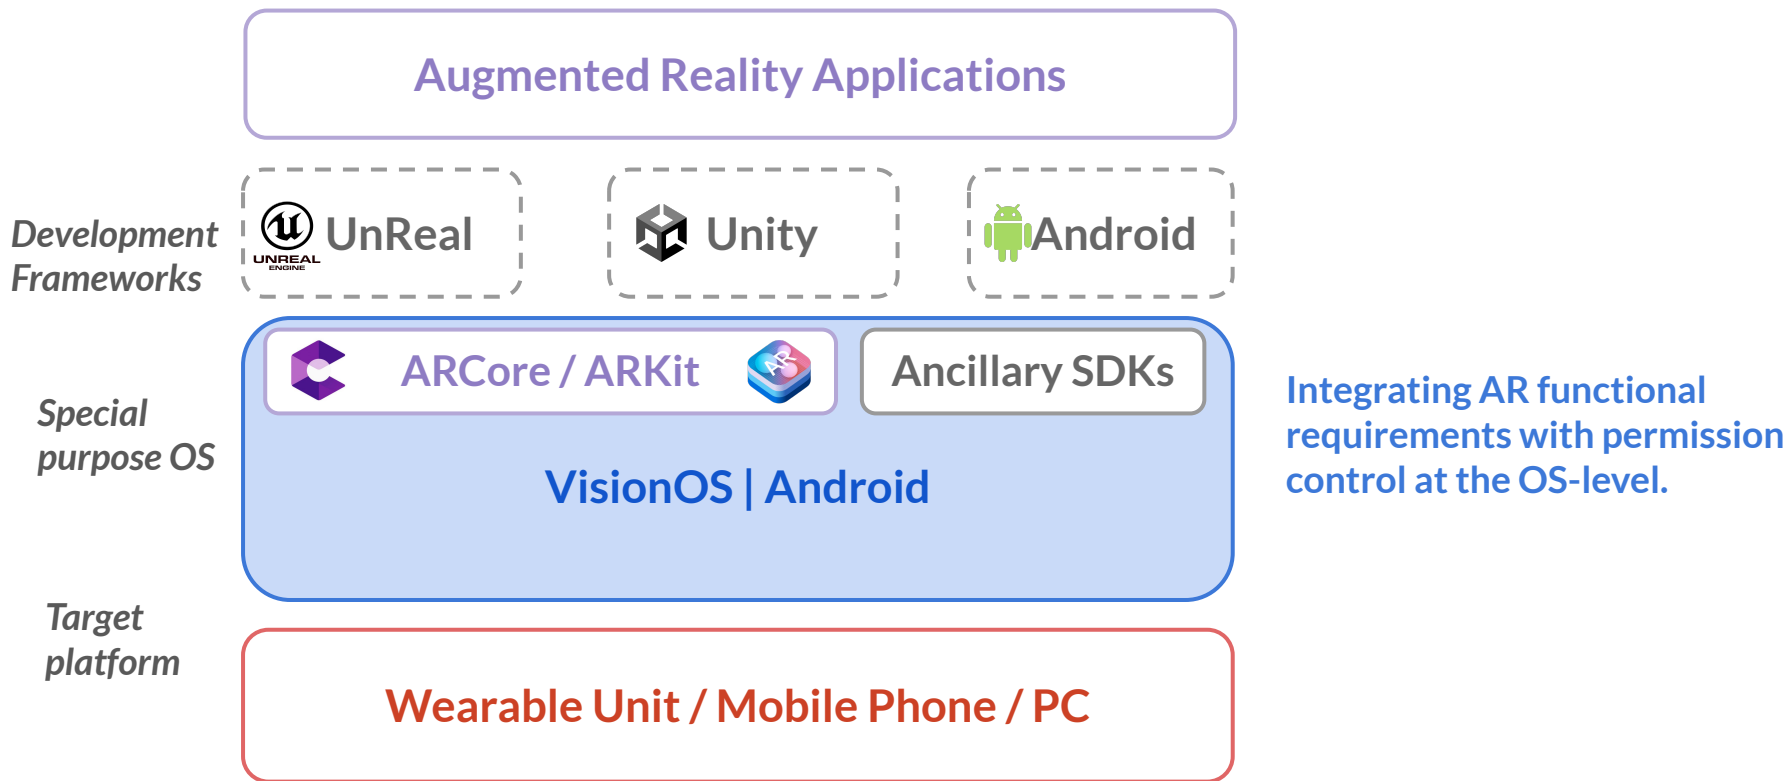 Augmented Reality Applications
Development
Frameworks
UNREAL
ENGINE
UnReal
Unity
Android
ARCore / ARKit
AR
Ancillary SDKs
Special
purpose OS
VisionOS | Android
Integrating AR functional
requirements with permission
control at the OS-level.
Target
platform
Wearable Unit / Mobile Phone / PC